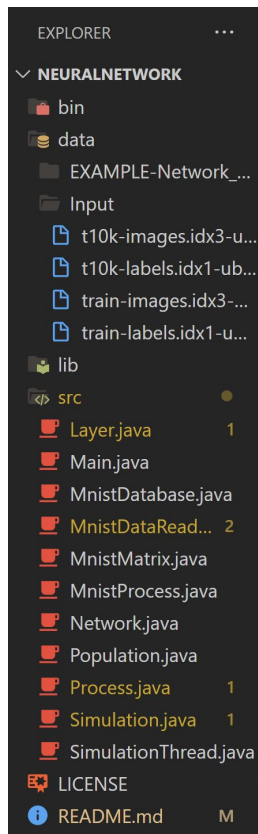 EXPLORER ...
NEURALNETWORK
bin
data
EXAMPLE-Network_...
Input
t10k-images.idx3-u...
t10k-labels.idx1-ub...
train-images.idx3-...
train-labels.idx1-u...
lib
src
Layer.java 1
Main.java
MnistDatabase.java
MnistDataRead... 2
MnistMatrix.java
MnistProcess.java
Network.java
Population.java
Process.java 1
Simulation.java 1
SimulationThread.java
LICENSE
README.md M